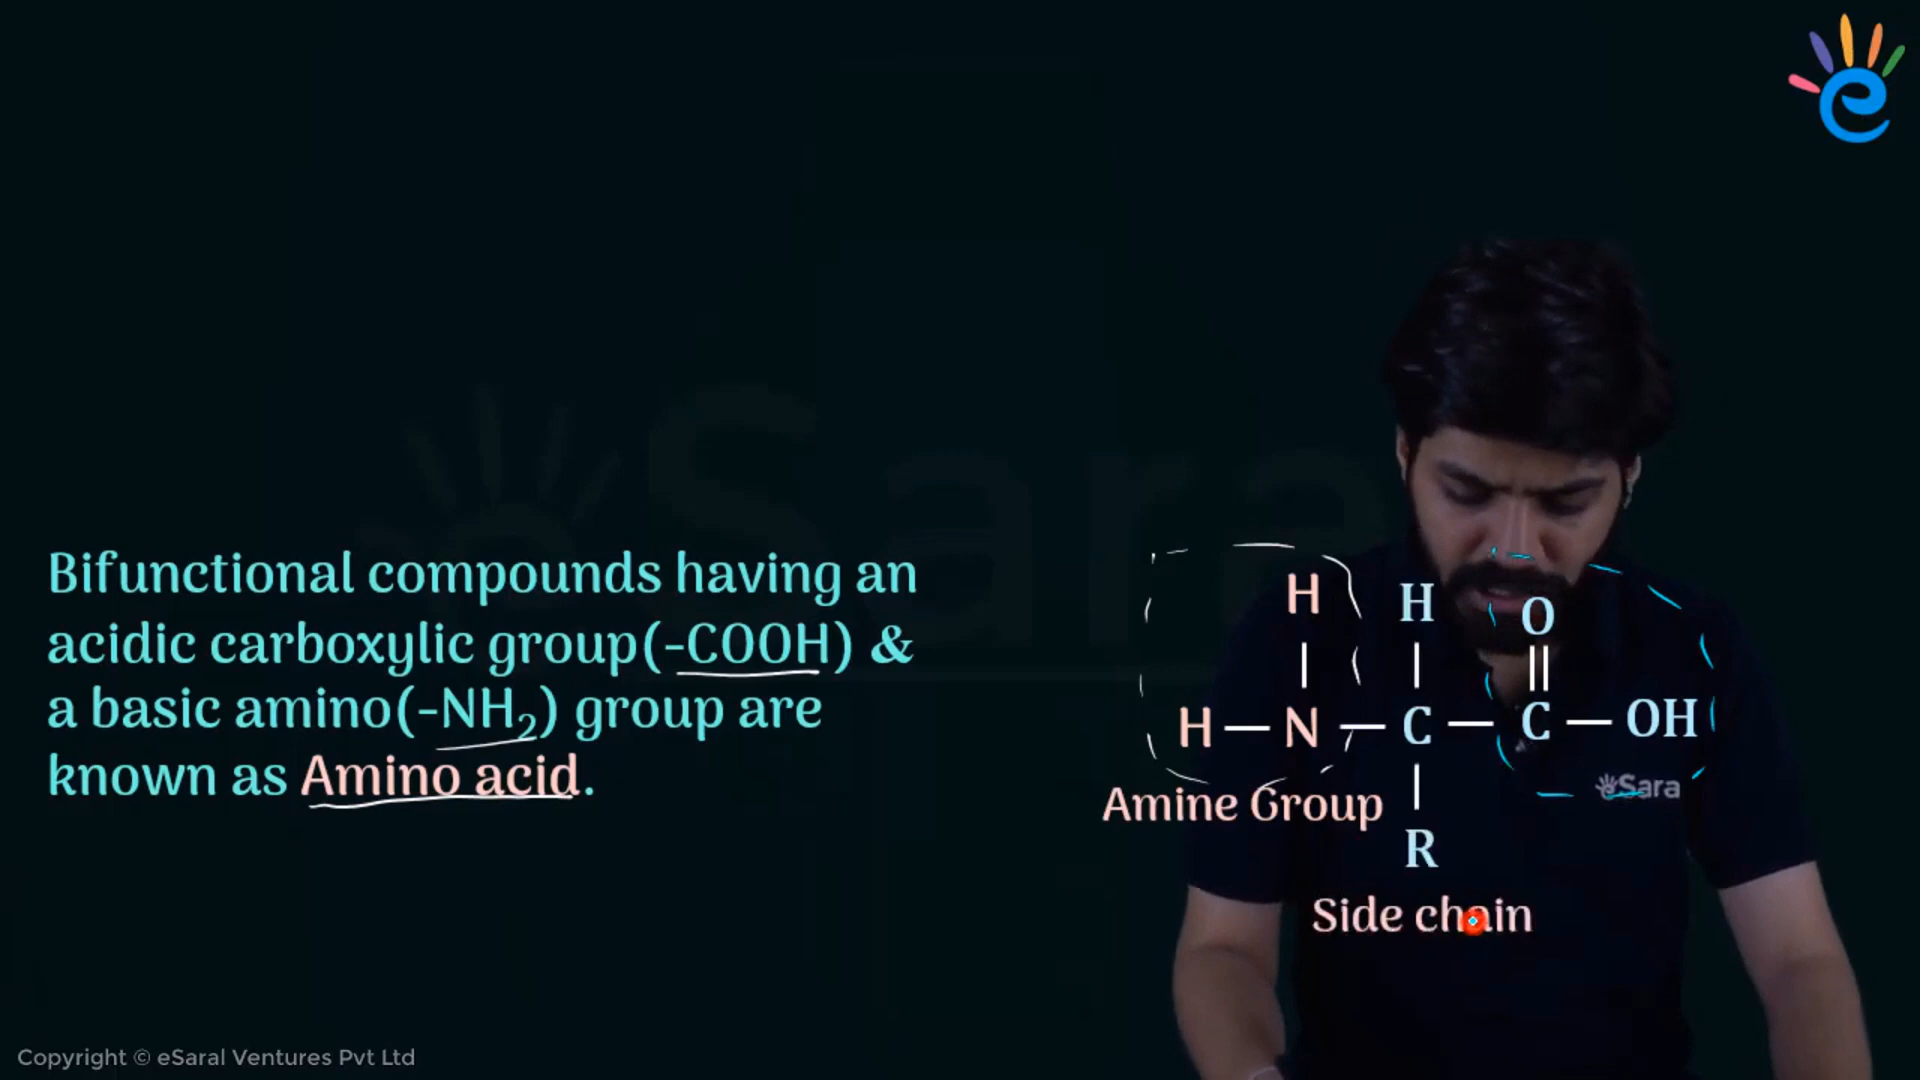 Bifunctional compounds having an
acidic carboxylic group(-COOH) &
a basic amino(-NH₂) group are
known as Amino acid.
H H O
H — N — C — C — OH
Amine Group
R
Side chain
eSara
Sara
Copyright © eSaral Ventures Pvt Ltd